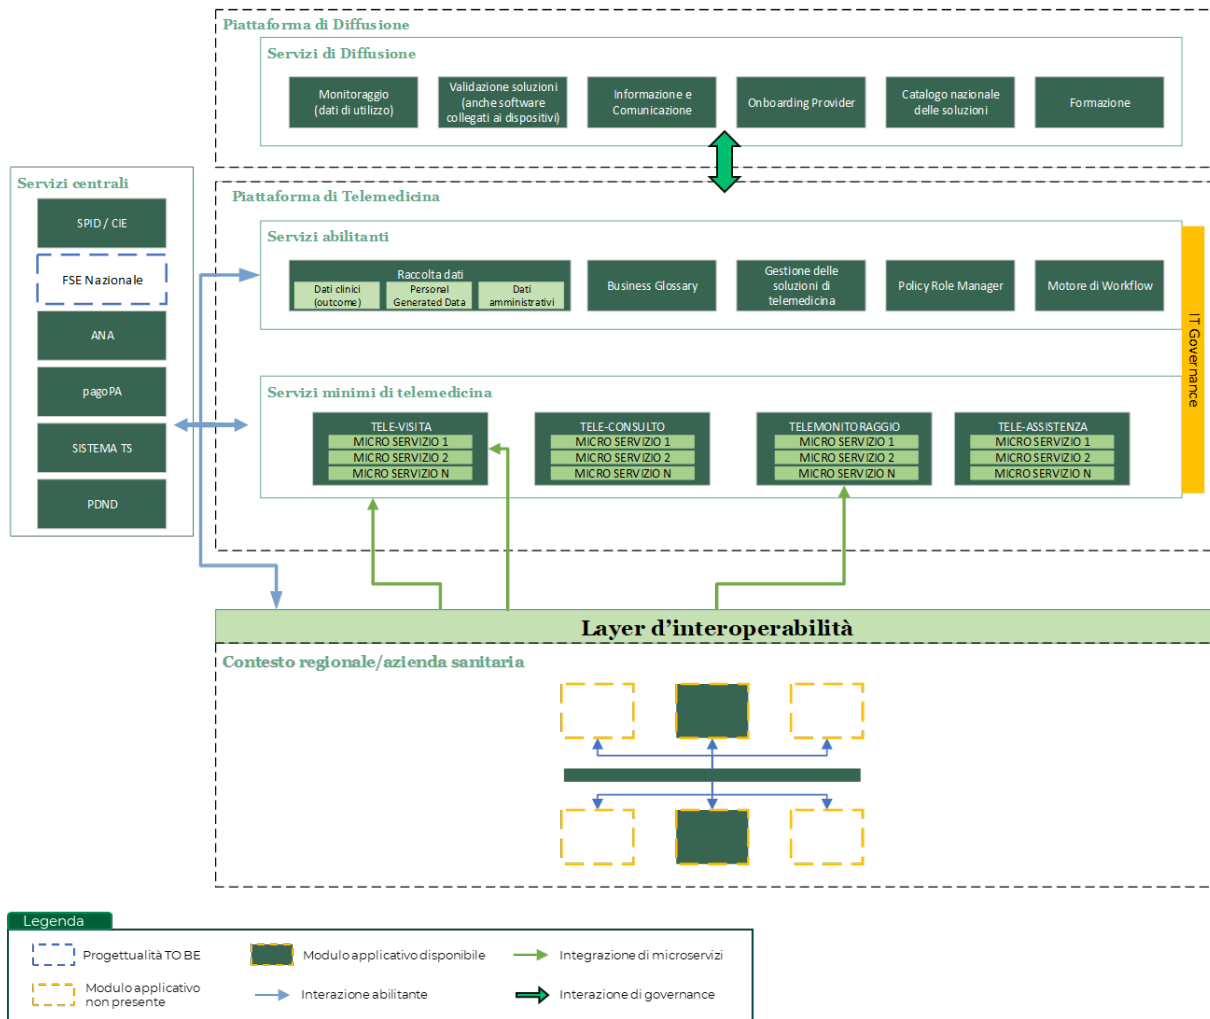 Piattaforma di Diffusione
Servizi di Diffusione
Monitoraggio
(dati di utilizzo)
Validazione soluzioni
(anche software
collegati ai dispositivi)
Informazione e
Comunicazione
Onboarding Provider
Catalogo nazionale
delle soluzioni
Formazione
Servizi centrali
SPID / CIE
FSE Nazionale
ANA
pagoPA
SISTEMA TS
PDND
Piattaforma di Telemedicina
Servizi abilitanti
Raccolta dati
Dati clinici
(outcome)
Personal
Generated Data
Dati
amministrativi
Business Glossary
Gestione delle
soluzioni di
telemedicina
Policy Role Manager
Motore di Workflow
IT Governance
Servizi minimi di telemedicina
TELE-VISITA
MICRO SERVIZIO 1
MICRO SERVIZIO 2
MICRO SERVIZIO N
TELE-CONSULTO
MICRO SERVIZIO 1
MICRO SERVIZIO 2
MICRO SERVIZIO N
TELEMONITORAGGIO
MICRO SERVIZIO 1
MICRO SERVIZIO 2
MICRO SERVIZIO N
TELE-ASSISTENZA
MICRO SERVIZIO 1
MICRO SERVIZIO 2
MICRO SERVIZIO N
Layer d'interoperabilità
Contesto regionale/azienda sanitaria
Legenda
Progettualità TO BE
Modulo applicativo disponibile
Integrazione di microservizi
Modulo applicativo
non presente
Interazione abilitante
Interazione di governance